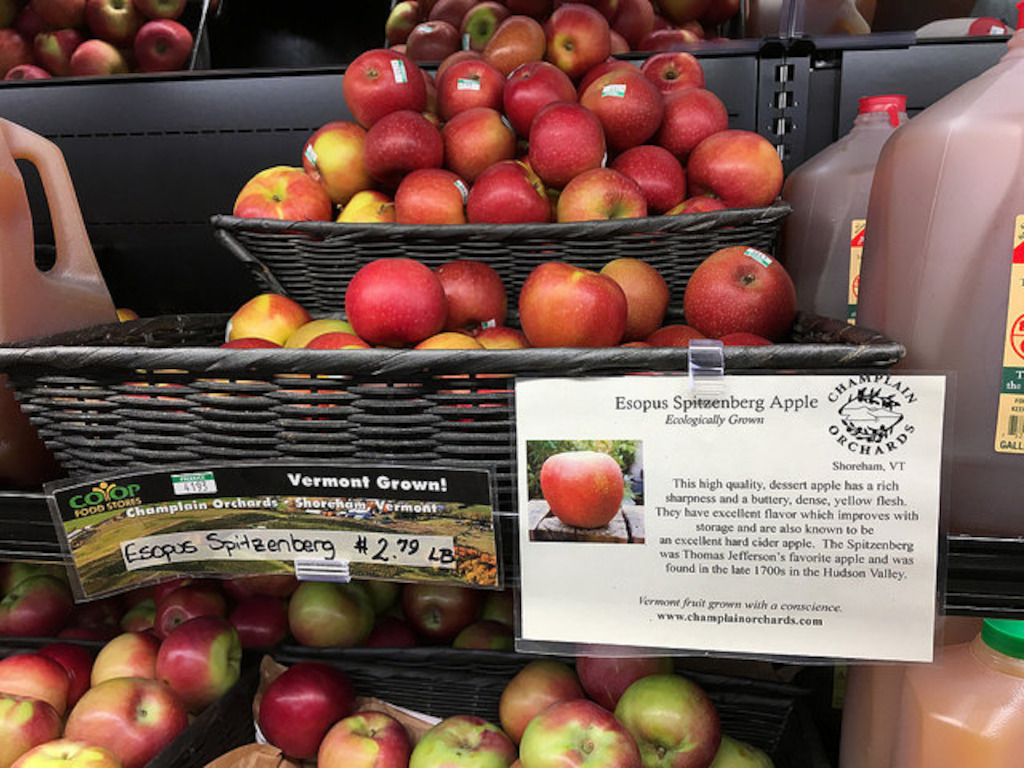 Esopus Spitzenberg Apple
Ecologically Grown
CHAMPLAIN ORCHARDS
Shoreham, VT
This high quality, dessert apple has a rich
sharpness and a buttery, dense, yellow flesh.
They have excellent flavor which improves with
storage and are also known to be
an excellent hard cider apple. The Spitzenberg
was Thomas Jefferson's favorite apple and was
found in the late 1700s in the Hudson Valley.
Vermont fruit grown with a conscience.
www.champlainorchards.com
CO OP
FOOD STORES
PRODUCE
4193
Vermont Grown!
Champlain Orchards · Shoreham, Vermont
Esopus Spitzenberg $2.79 LB